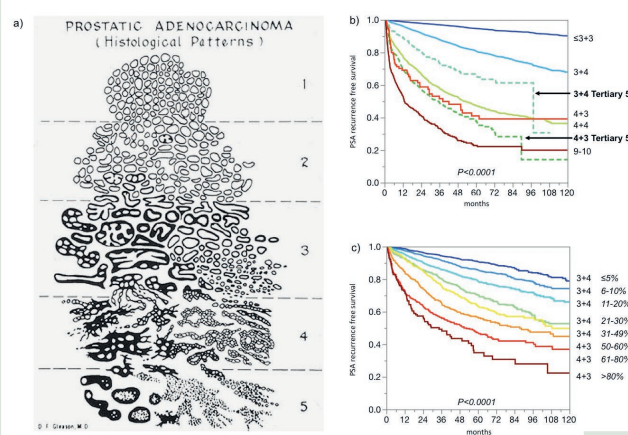 a)
PROSTATIC ADENOCARCINOMA
(Histological Patterns)
1
2
3
4
5
D. F. Gleason, M.D.
b)
PSA recurrence free survival
1.0
0.8
0.6
0.4
0.2
0.0
0 12 24 36 48 60 72 84 96 108 120
months
P<0.0001
≤3+3
3+4
3+4 Tertiary 5
4+3
4+4
4+3 Tertiary 5
9-10
c)
PSA recurrence free survival
1.0
0.8
0.6
0.4
0.2
0.0
0 12 24 36 48 60 72 84 96 108 120
months
P<0.0001
3+4 ≤5%
3+4 6-10%
3+4 11-20%
3+4 21-30%
3+4 31-49%
4+3 50-60%
4+3 61-80%
4+3 >80%